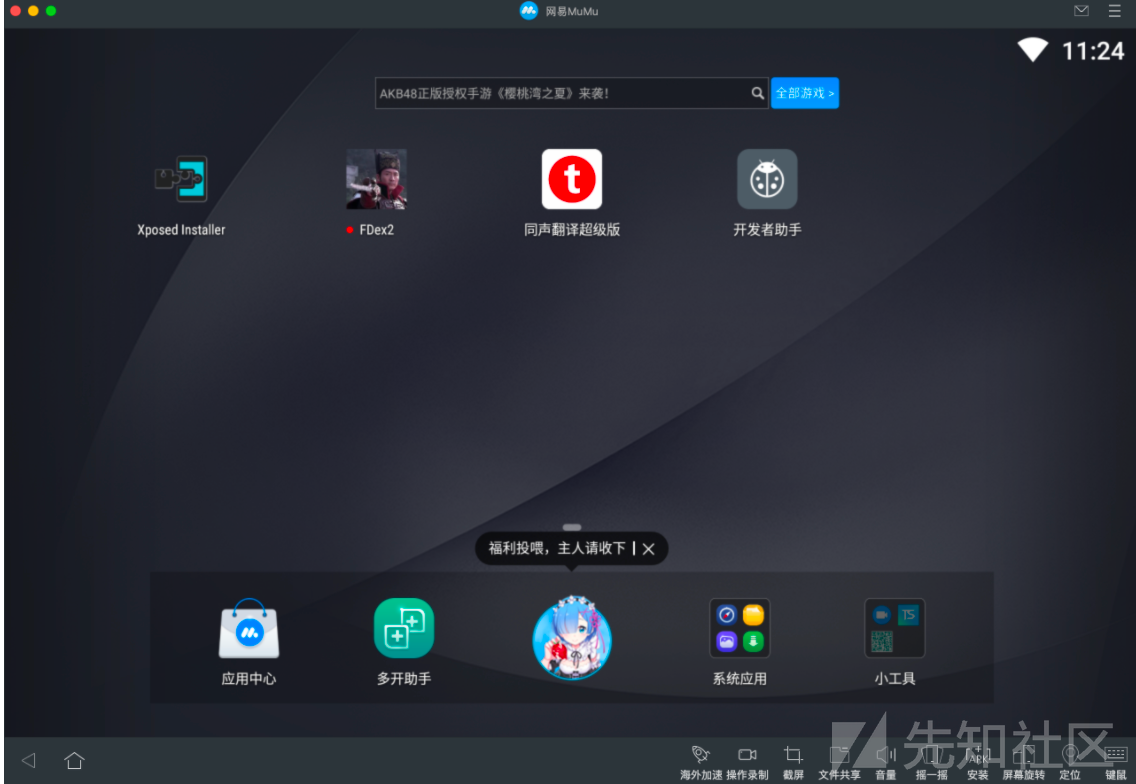 网易MuMu
11:24
AKB48正版授权手游《樱桃湾之夏》来袭！
全部游戏 >
Xposed Installer
FDex2
t
同声翻译超级版
开发者助手
福利投喂，主人请收下
应用中心
多开助手
TS
系统应用
小工具
先知社区
APK
海外加速
操作录制
截屏
文件共享
音量
摇一摇
安装
屏幕旋转
定位
键鼠